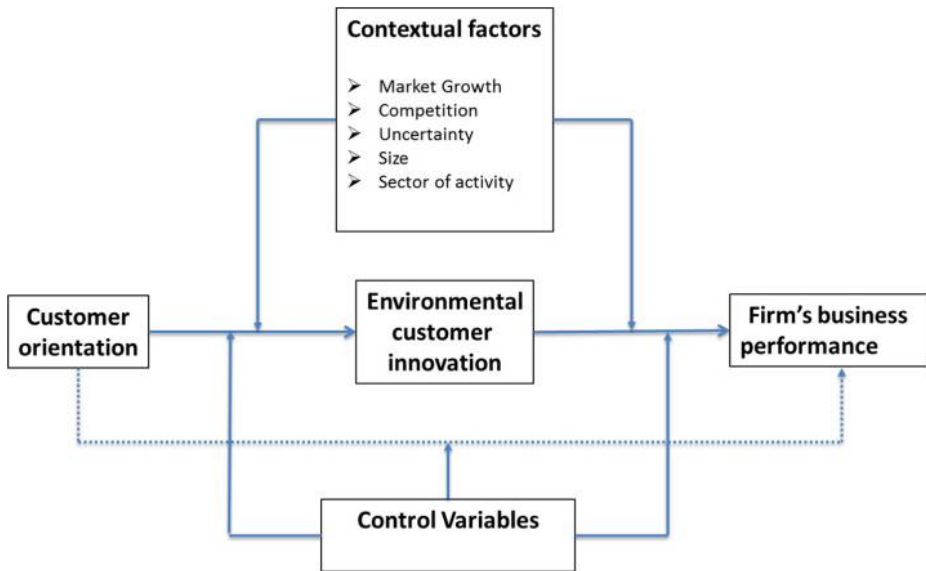 Contextual factors
➢ Market Growth
➢ Competition
➢ Uncertainty
➢ Size
➢ Sector of activity
Customer
orientation
Environmental
customer
innovation
Firm's business
performance
Control Variables